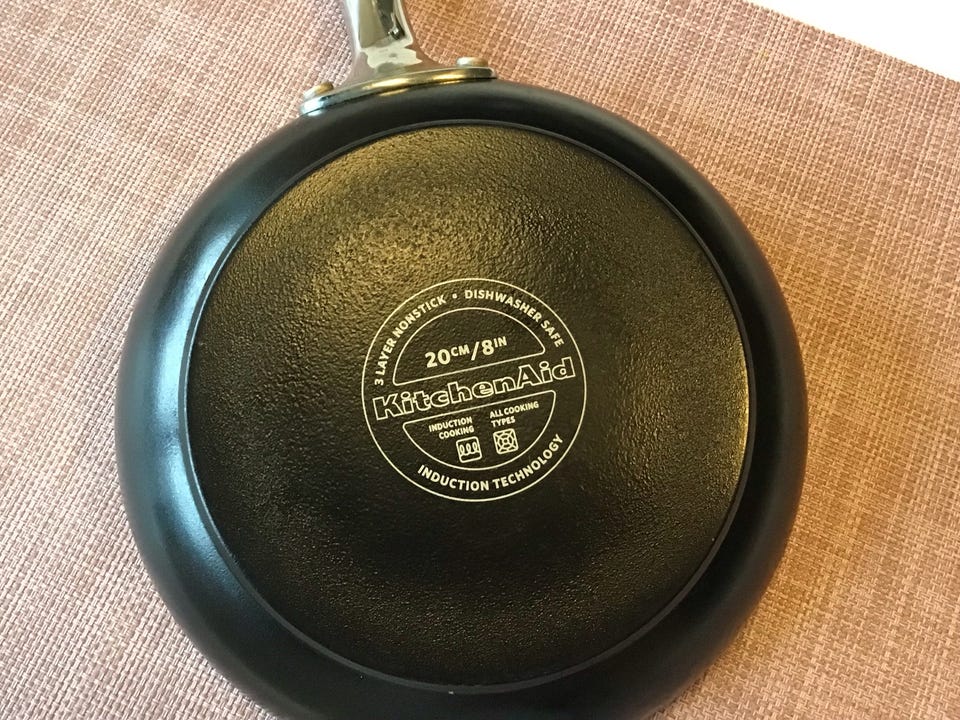 3 LAYER NONSTICK • DISHWASHER SAFE
20CM/8IN
KitchenAid
INDUCTION
COOKING
ALL COOKING
TYPES
INDUCTION TECHNOLOGY